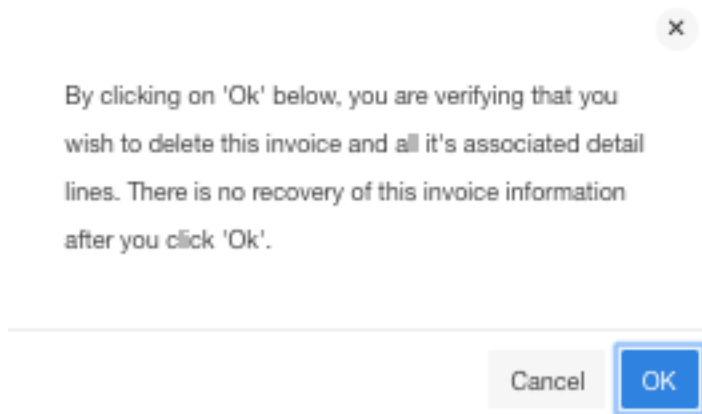 By clicking on 'Ok' below, you are verifying that you
wish to delete this invoice and all it's associated detail
lines. There is no recovery of this invoice information
after you click 'Ok'.
Cancel
OK